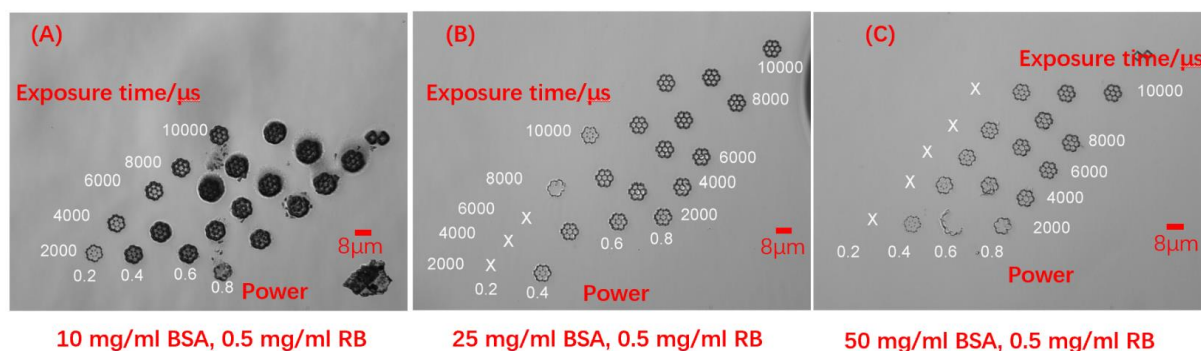 (A)
Exposure time/μs
10000
8000
6000
4000
2000
0.2
0.4
0.6
0.8
Power
8μm
10 mg/ml BSA, 0.5 mg/ml RB
(B)
10000
8000
Exposure time/μs
10000
6000
8000
4000
6000
X
2000
4000
X
0.6
0.8
2000
X
0.2
0.4
8μm
25 mg/ml BSA, 0.5 mg/ml RB
(C)
Exposure time/μs
X
10000
X
8000
X
6000
X
4000
X
2000
0.2
0.4
0.6
0.8
8μm
Power
50 mg/ml BSA, 0.5 mg/ml RB